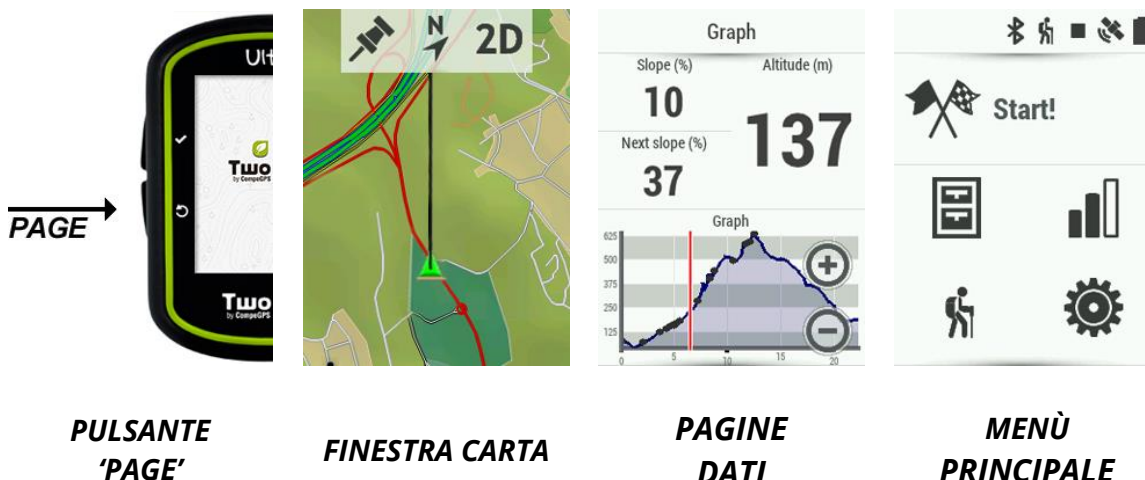 PAGE
Ult
Two
by CompeGPS
Two
by CompeGPS
N
2D
Graph
Slope (%)
10
Altitude (m)
137
Next slope (%)
37
Graph
625
500
375
250
125
0
5
10
15
20
Start!
PULSANTE
‘PAGE’
FINESTRA CARTA
PAGINE
DATI
MENÙ
PRINCIPALE